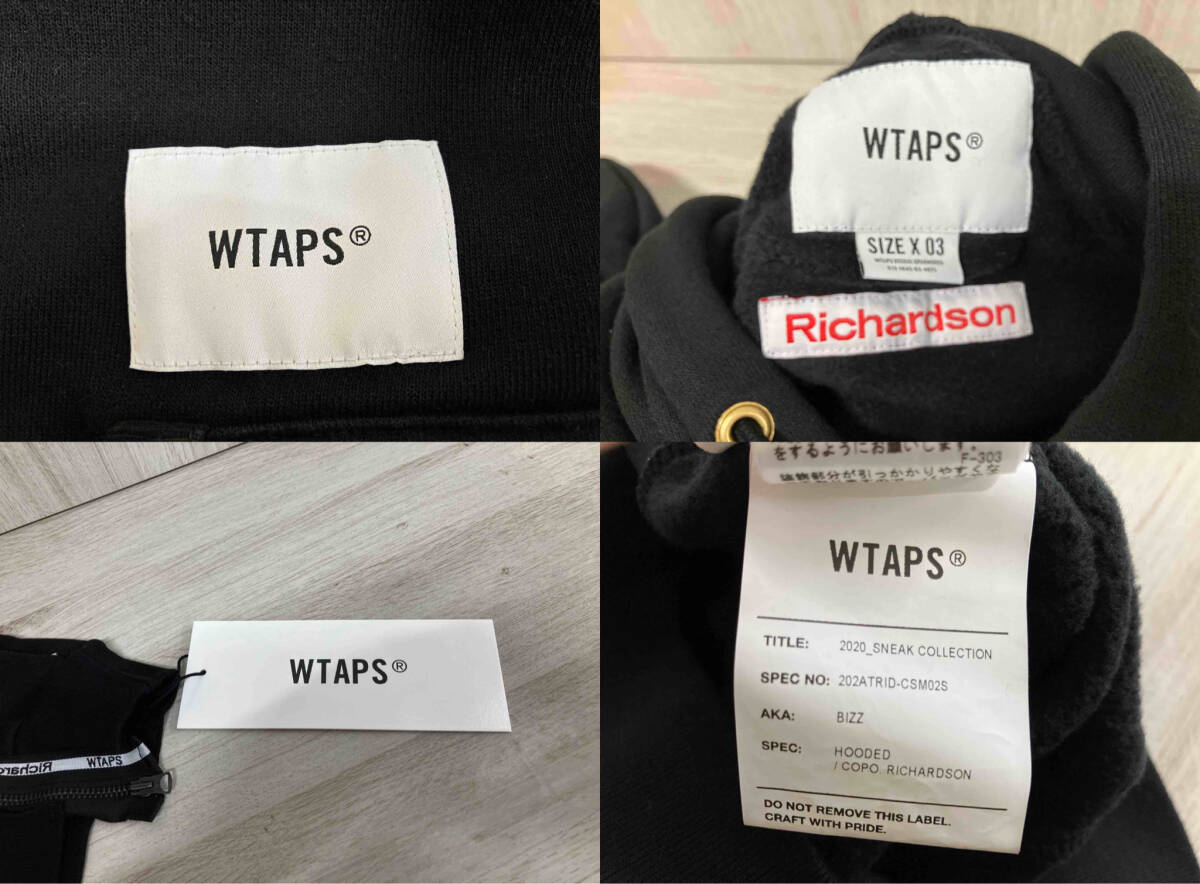 WTAPS®
WTAPS®
SIZE X 03
Richardson
WTAPS®
WTAPS
をするようにお願いします。
F-303
WTAPS®
TITLE: 2020_SNEAK COLLECTION
SPEC NO: 202ATRID-CSM02S
AKA: BIZZ
SPEC: HOODED
/ COPO. RICHARDSON
DO NOT REMOVE THIS LABEL.
CRAFT WITH PRIDE.